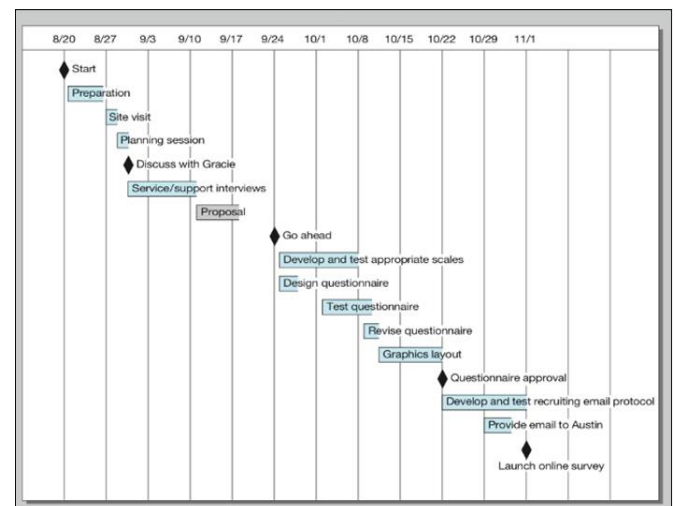 8/20 8/27 9/3 9/10 9/17 9/24 10/1 10/8 10/15 10/22 10/29 11/1
Start
Preparation
Site visit
Planning session
Discuss with Gracie
Service/support interviews
Proposal
Go ahead
Develop and test appropriate scales
Design questionnaire
Test questionnaire
Revise questionnaire
Graphics layout
Questionnaire approval
Develop and test recruiting email protocol
Provide email to Austin
Launch online survey